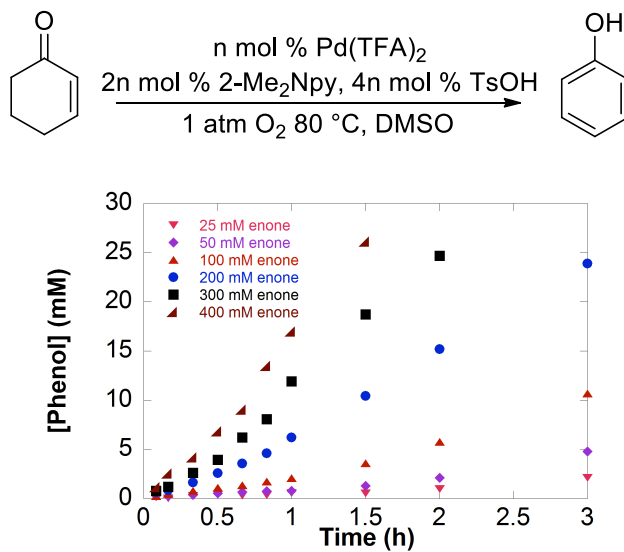 O
OH
n mol % Pd(TFA)2
2n mol % 2-Me2Npy, 4n mol % TsOH
1 atm O2 80 °C, DMSO
30
25
20
15
10
5
0
[Phenol] (mM)
25 mM enone
50 mM enone
100 mM enone
200 mM enone
300 mM enone
400 mM enone
0 0.5 1 1.5 2 2.5 3
Time (h)